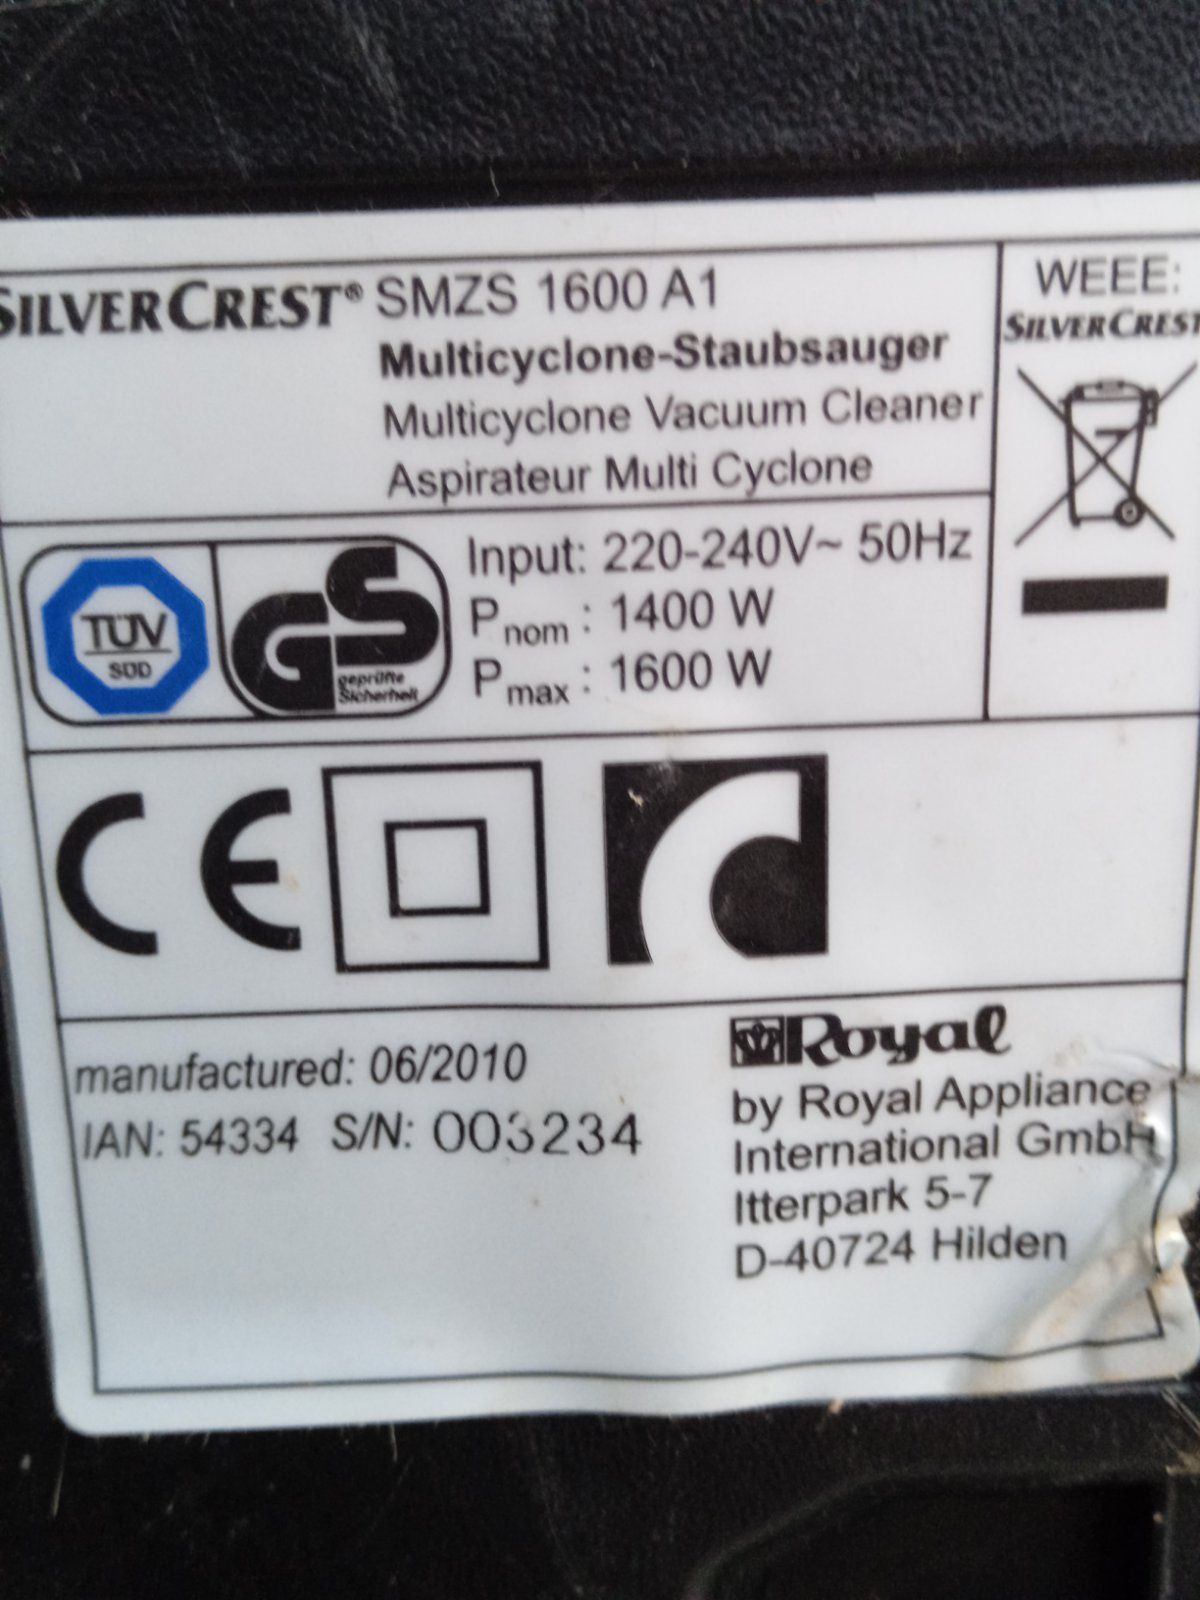 SILVERCREST® SMZS 1600 A1
Multicyclone-Staubsauger
Multicyclone Vacuum Cleaner
Aspirateur Multi Cyclone
WEEE:
SILVERCREST
TÜV
SÜD
GS
geprüfte
Sicherheit
Input: 220-240V~ 50Hz
Pnom : 1400 W
Pmax : 1600 W
CE
manufactured: 06/2010
IAN: 54334 S/N: 003234
Royal
by Royal Appliance
International GmbH
Itterpark 5-7
D-40724 Hilden